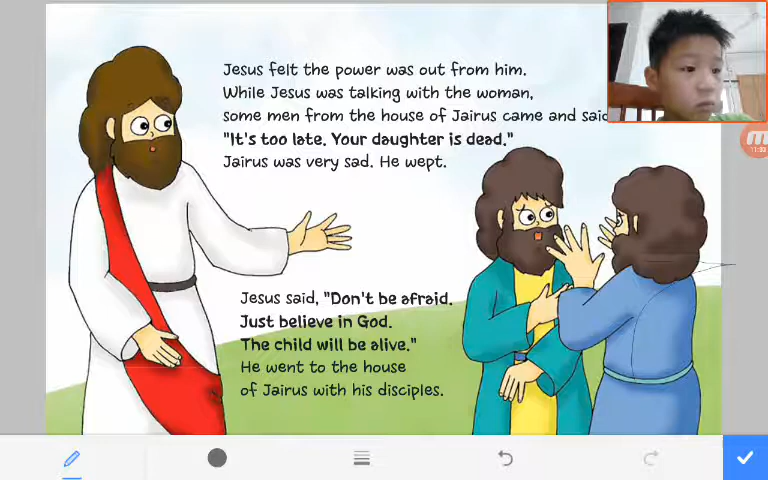 Jesus felt the power was out from him.
While Jesus was talking with the woman,
some men from the house of Jairus came and said
"It's too late. Your daughter is dead."
Jairus was very sad. He wept.
Jesus said, "Don't be afraid.
Just believe in God.
The child will be alive."
He went to the house
of Jairus with his disciples.